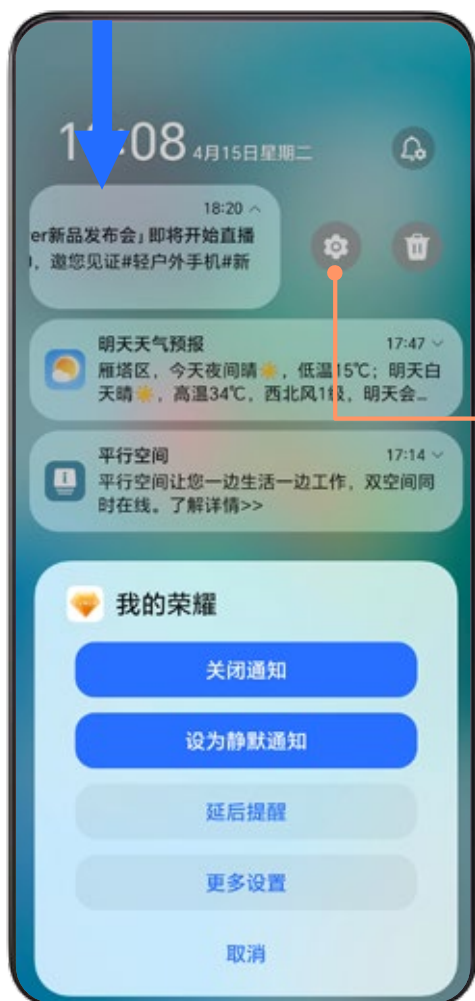 :08 4月15日星期二
18:20
er新品发布会」即将开始直播
，邀您见证#轻户外手机#新
明天天气预报 17:47
雁塔区，今天夜间晴☀️，低温15℃；明天白
天晴☀️，高温34℃，西北风1级，明天会…
平行空间 17:14
平行空间让您一边生活一边工作，双空间同
时在线。了解详情>>
我的荣耀
关闭通知
设为静默通知
延后提醒
更多设置
取消